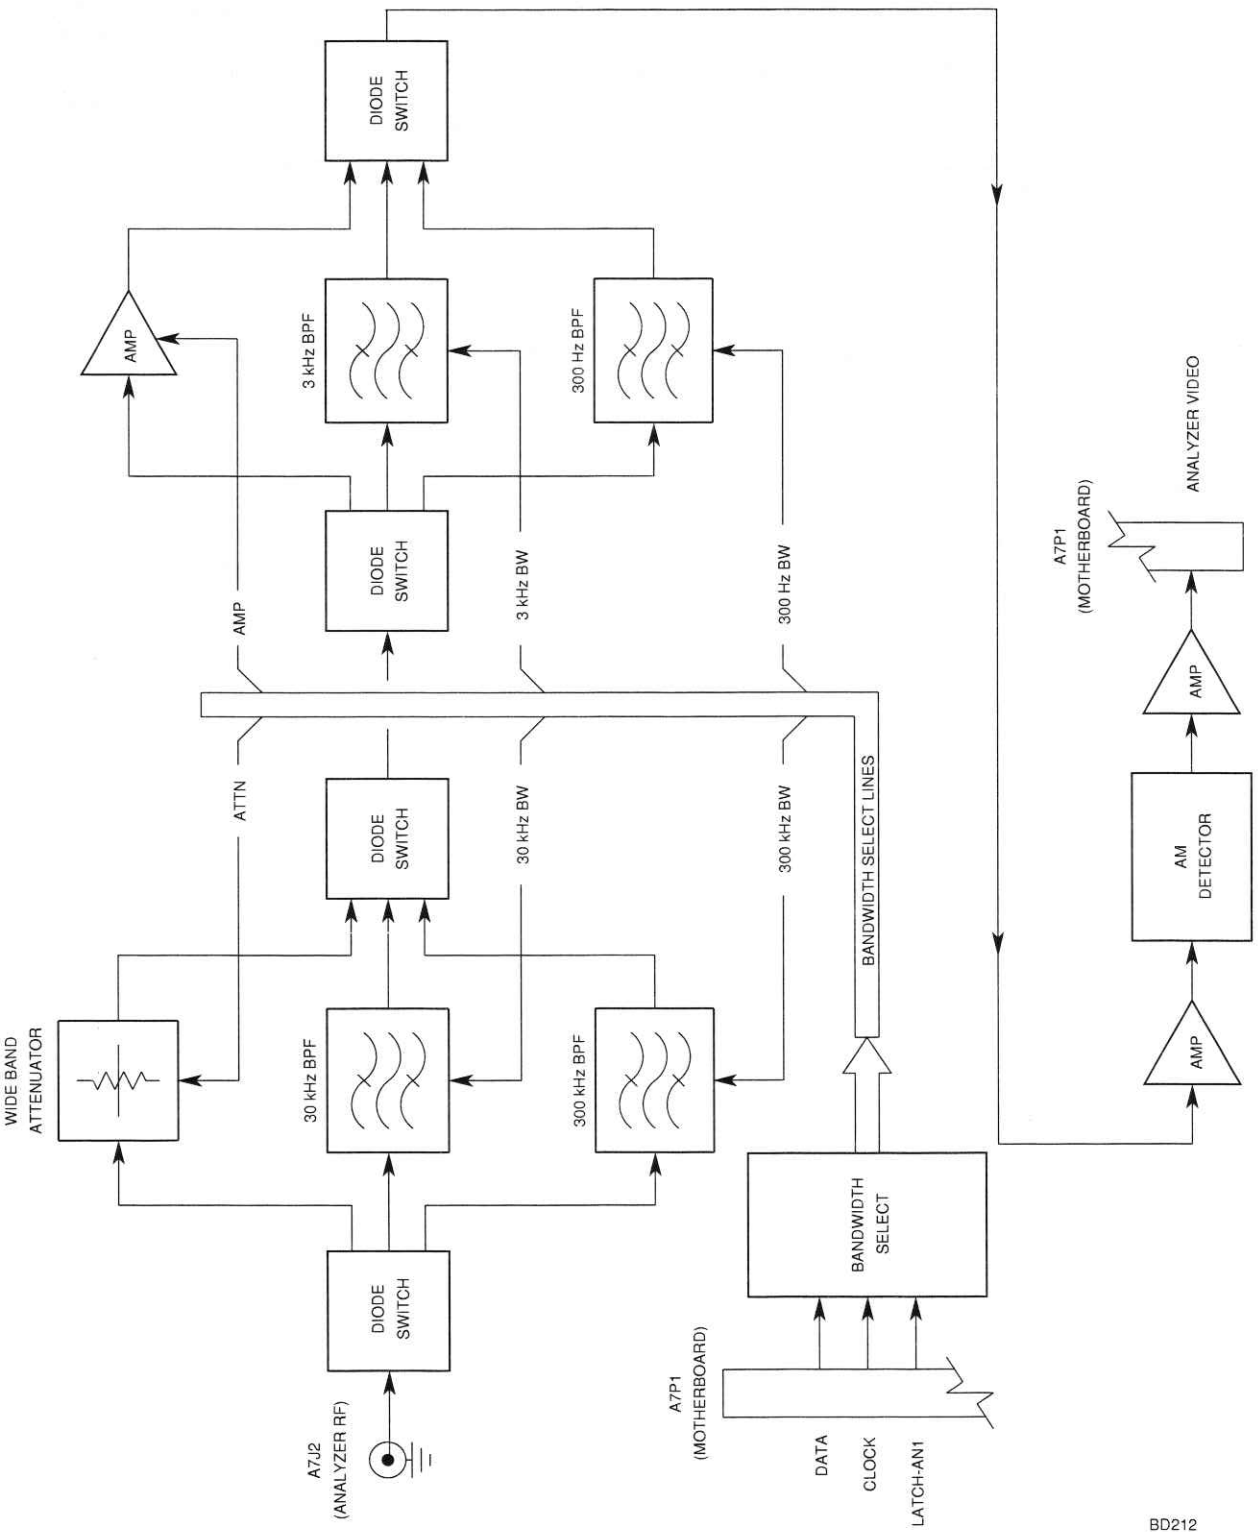 A7J2
(ANALYZER RF)
DIODE
SWITCH
WIDE BAND
ATTENUATOR
30 kHz BPF
300 kHz BPF
DIODE
SWITCH
ATTN
30 kHz BW
300 kHz BW
AMP
3 kHz BW
300 Hz BW
DIODE
SWITCH
AMP
3 kHz BPF
300 Hz BPF
DIODE
SWITCH
A7P1
(MOTHERBOARD)
DATA
CLOCK
LATCH-AN1
BANDWIDTH
SELECT
BANDWIDTH SELECT LINES
AMP
AM
DETECTOR
AMP
A7P1
(MOTHERBOARD)
ANALYZER VIDEO
BD212